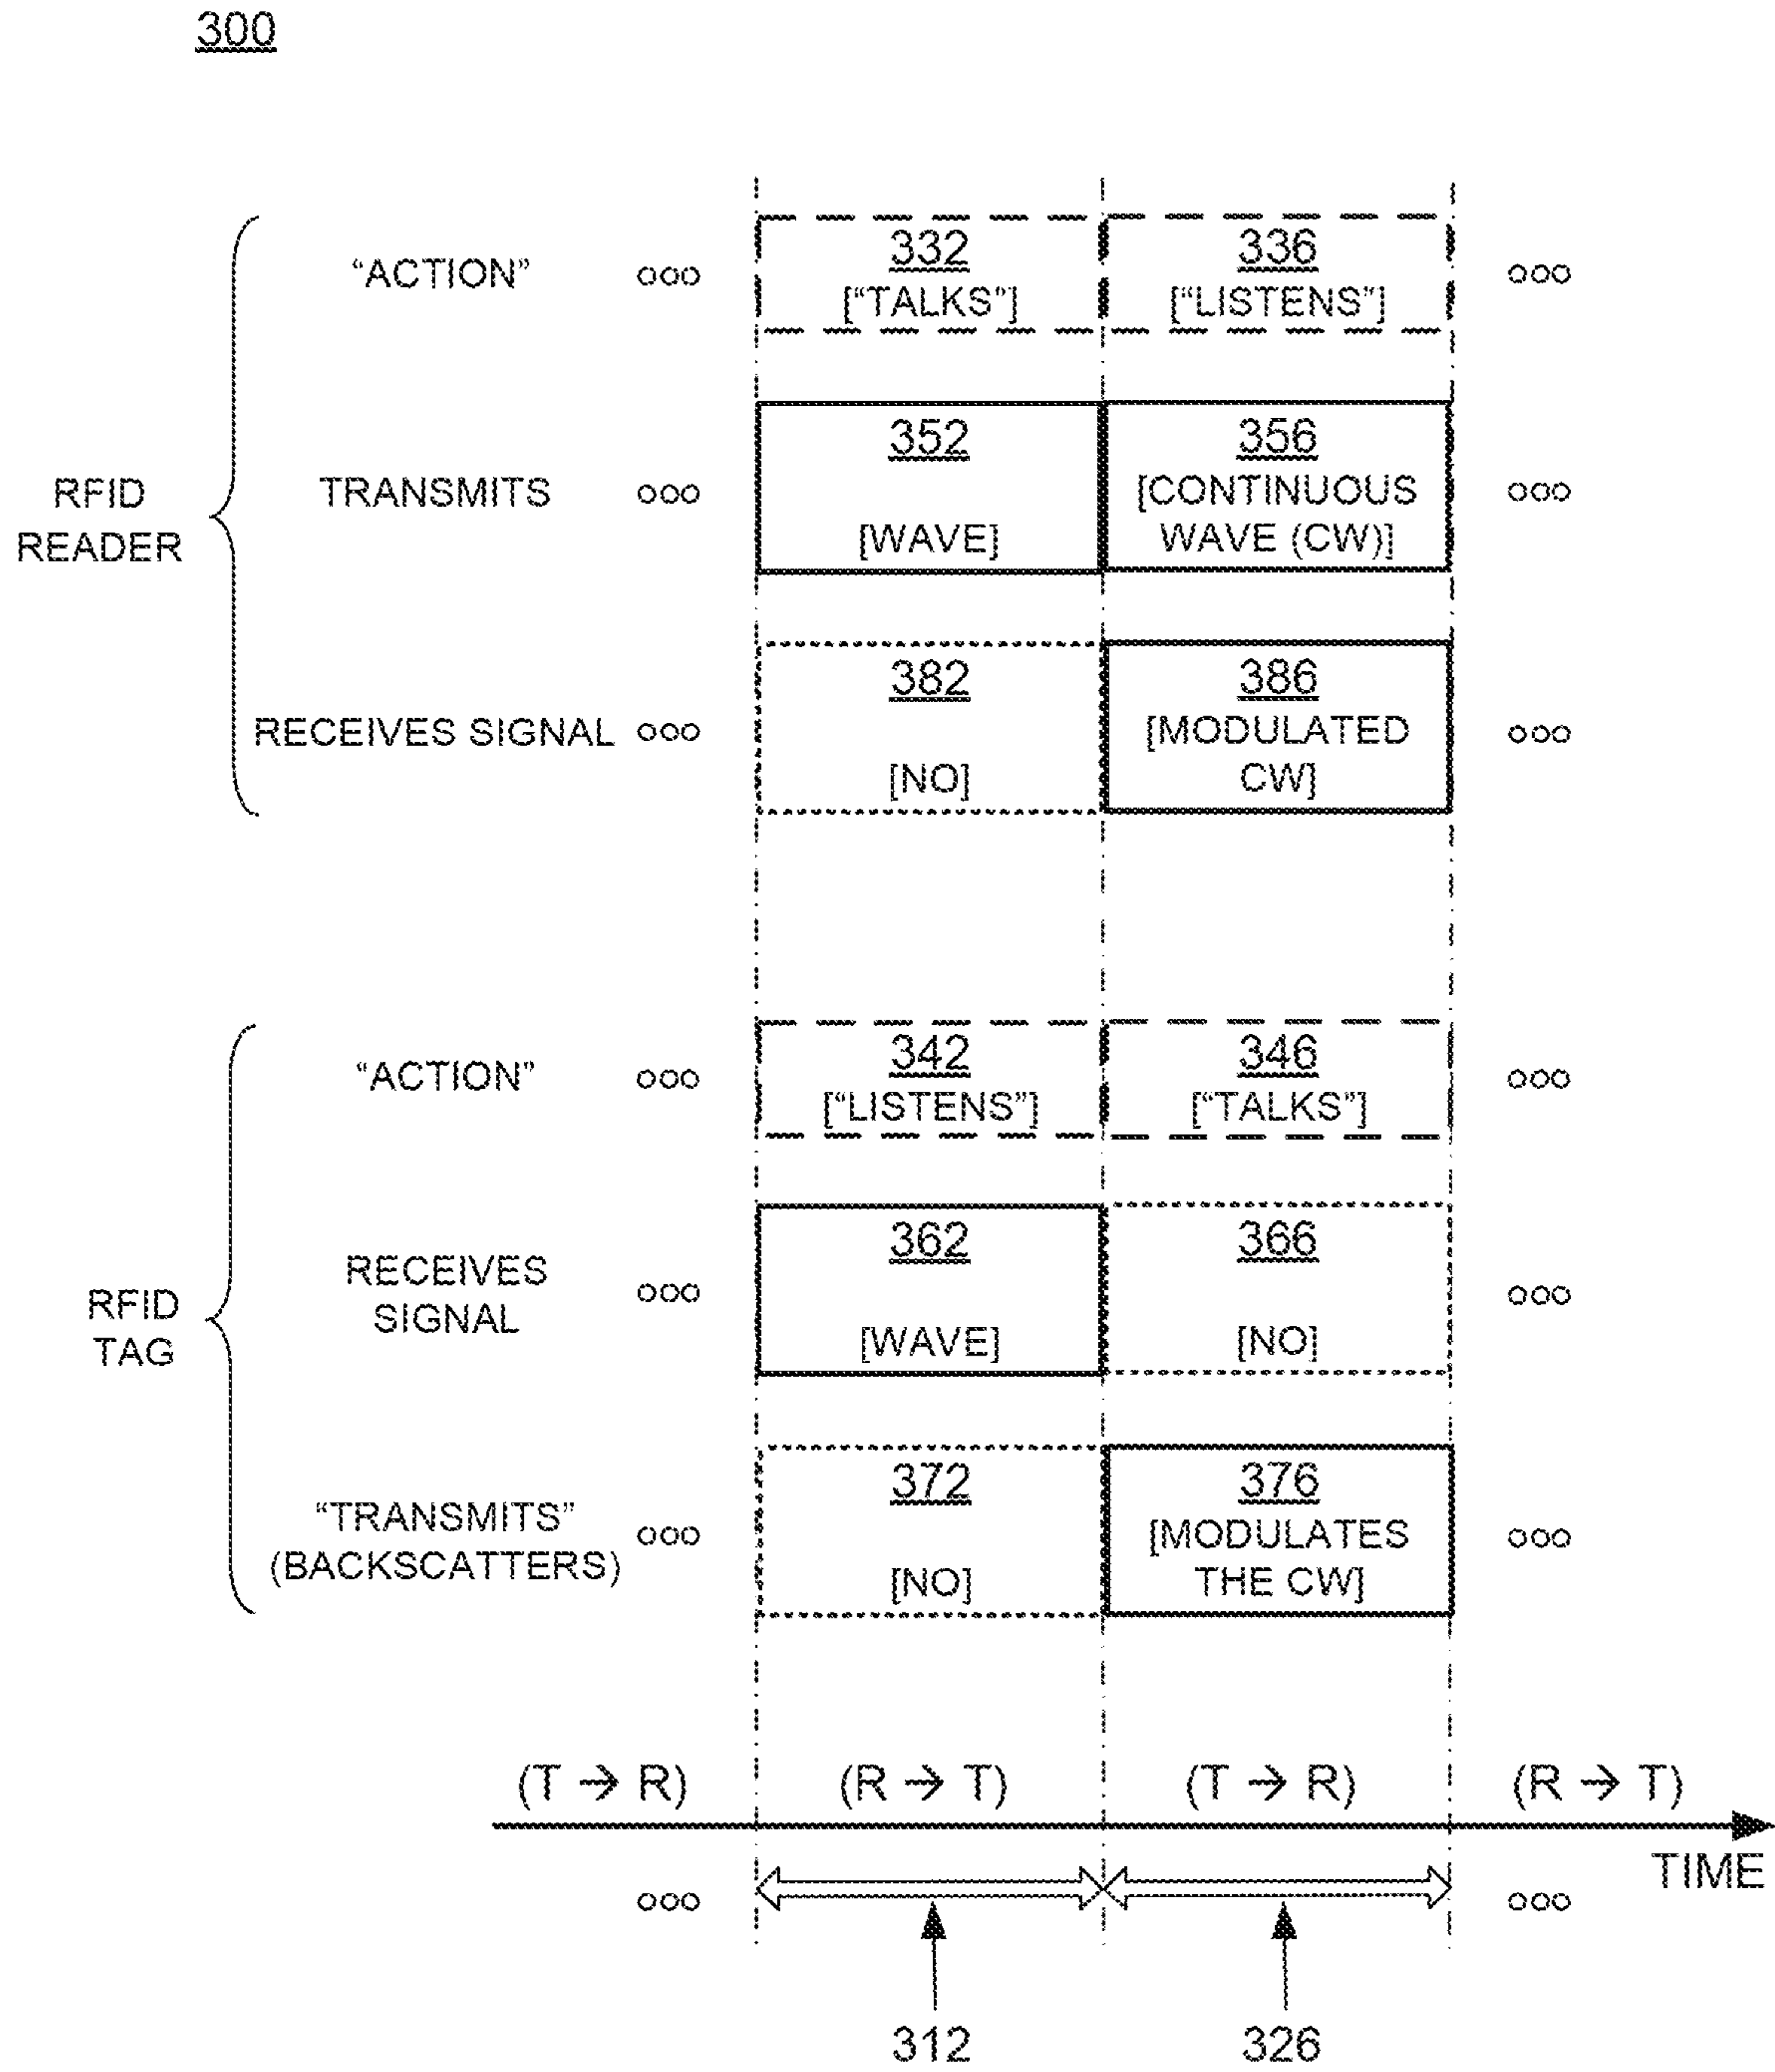 300
"ACTION"
ooo
332
["TALKS"]
336
["LISTENS"]
ooo
RFID
READER
TRANSMITS
ooo
352
[WAVE]
356
[CONTINUOUS
WAVE (CW)]
ooo
RECEIVES SIGNAL
ooo
382
[NO]
386
[MODULATED
CW]
ooo
"ACTION"
ooo
342
["LISTENS"]
346
["TALKS"]
ooo
RFID
TAG
RECEIVES
SIGNAL
ooo
362
[WAVE]
366
[NO]
ooo
"TRANSMITS"
(BACKSCATTERS)
ooo
372
[NO]
376
[MODULATES
THE CW]
ooo
(T → R)
(R → T)
(T → R)
(R → T)
TIME
ooo
ooo
312
326